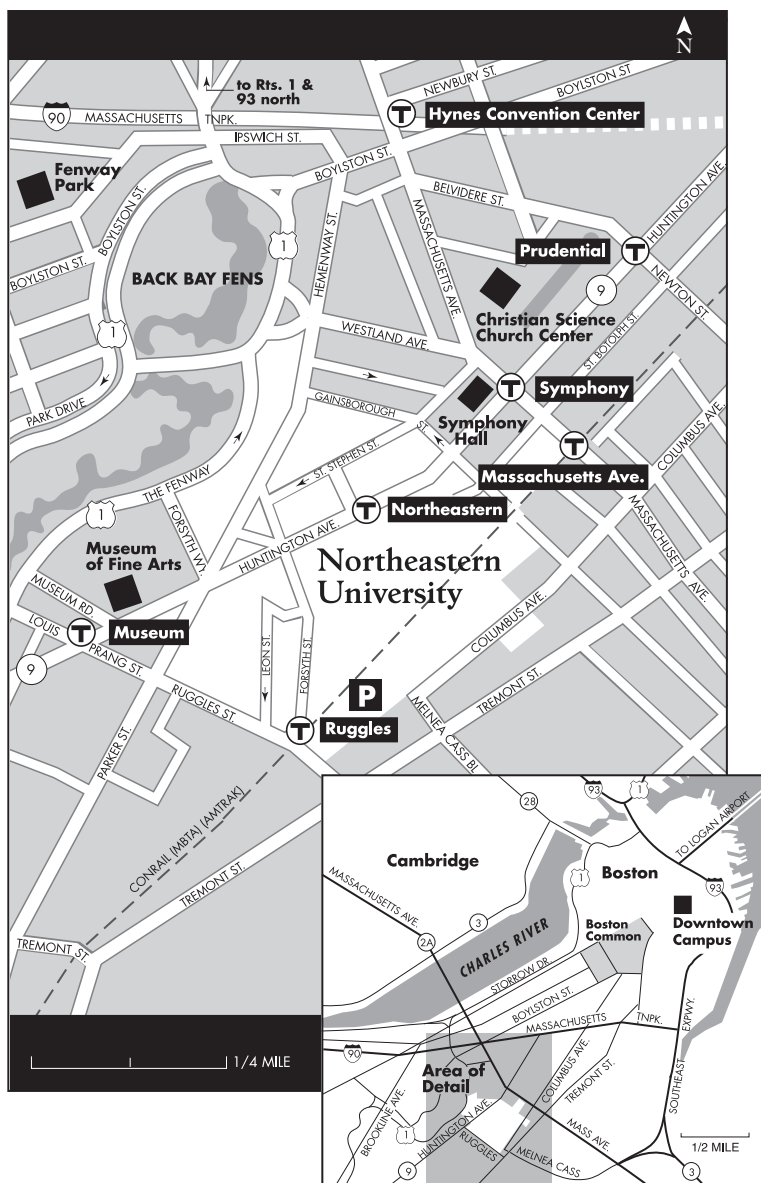 N
to Rts. 1 &
93 north
NEWBURY ST.
BOYLSTON ST
90
MASSACHUSETTS TNPK.
T
Hynes Convention Center
IPSWICH ST.
BOYLSTON ST.
Fenway
Park
BOYLSTON ST.
BELVIDERE ST.
HUNTINGTON AVE.
HEMENWAY ST.
MASSACHUSETTS AVE.
1
Prudential
T
BOYLSTON ST.
BACK BAY FENS
NEWTON ST.
9
Christian Science
Church Center
1
WESTLAND AVE.
ST. BOTOLPH ST.
T
Symphony
PARK DRIVE
GAINSBOROUGH
ST.
Symphony
Hall
COLUMBUS AVE.
T
ST. STEPHEN ST.
Massachusetts Ave.
THE FENWAY
1
FORSYTH WY.
T
Northeastern
MASSACHUSETTS AVE.
HUNTINGTON AVE.
Museum
of Fine Arts
Northeastern
University
MUSEUM RD
LOUIS
PRANG ST.
T
Museum
COLUMBUS AVE.
9
LEON ST.
FORSYTH ST.
P
TREMONT ST.
RUGGLES ST.
T
Ruggles
MELNEA CASS BL
PARKER ST.
CONRAIL (MBTA) (AMTRAK)
TREMONT ST.
TREMONT ST.
1/4 MILE
93
1
28
TO LOGAN AIRPORT
Cambridge
1
Boston
93
MASSACHUSETTS AVE.
3
Downtown
Campus
2A
CHARLES RIVER
Boston
Common
STORROW DR
BOYLSTON ST.
MASSACHUSETTS TNPK.
EXPWY.
90
SOUTHEAST
Area of
Detail
COLUMBUS AVE.
TREMONT ST.
BROOKLINE AVE.
1
HUNTINGTON AVE.
RUGGLES
MASS AVE.
MELNEA CASS
9
1/2 MILE
3